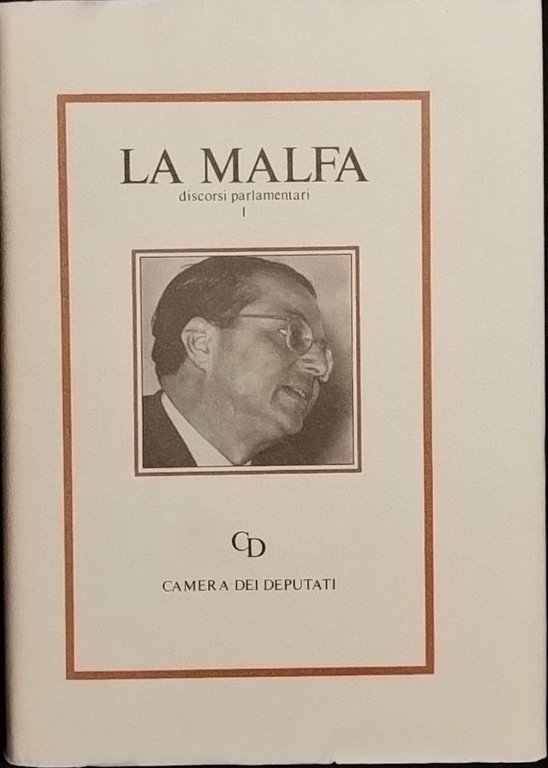 LA MALFA
discorsi parlamentari
I
CD
CAMERA DEI DEPUTATI